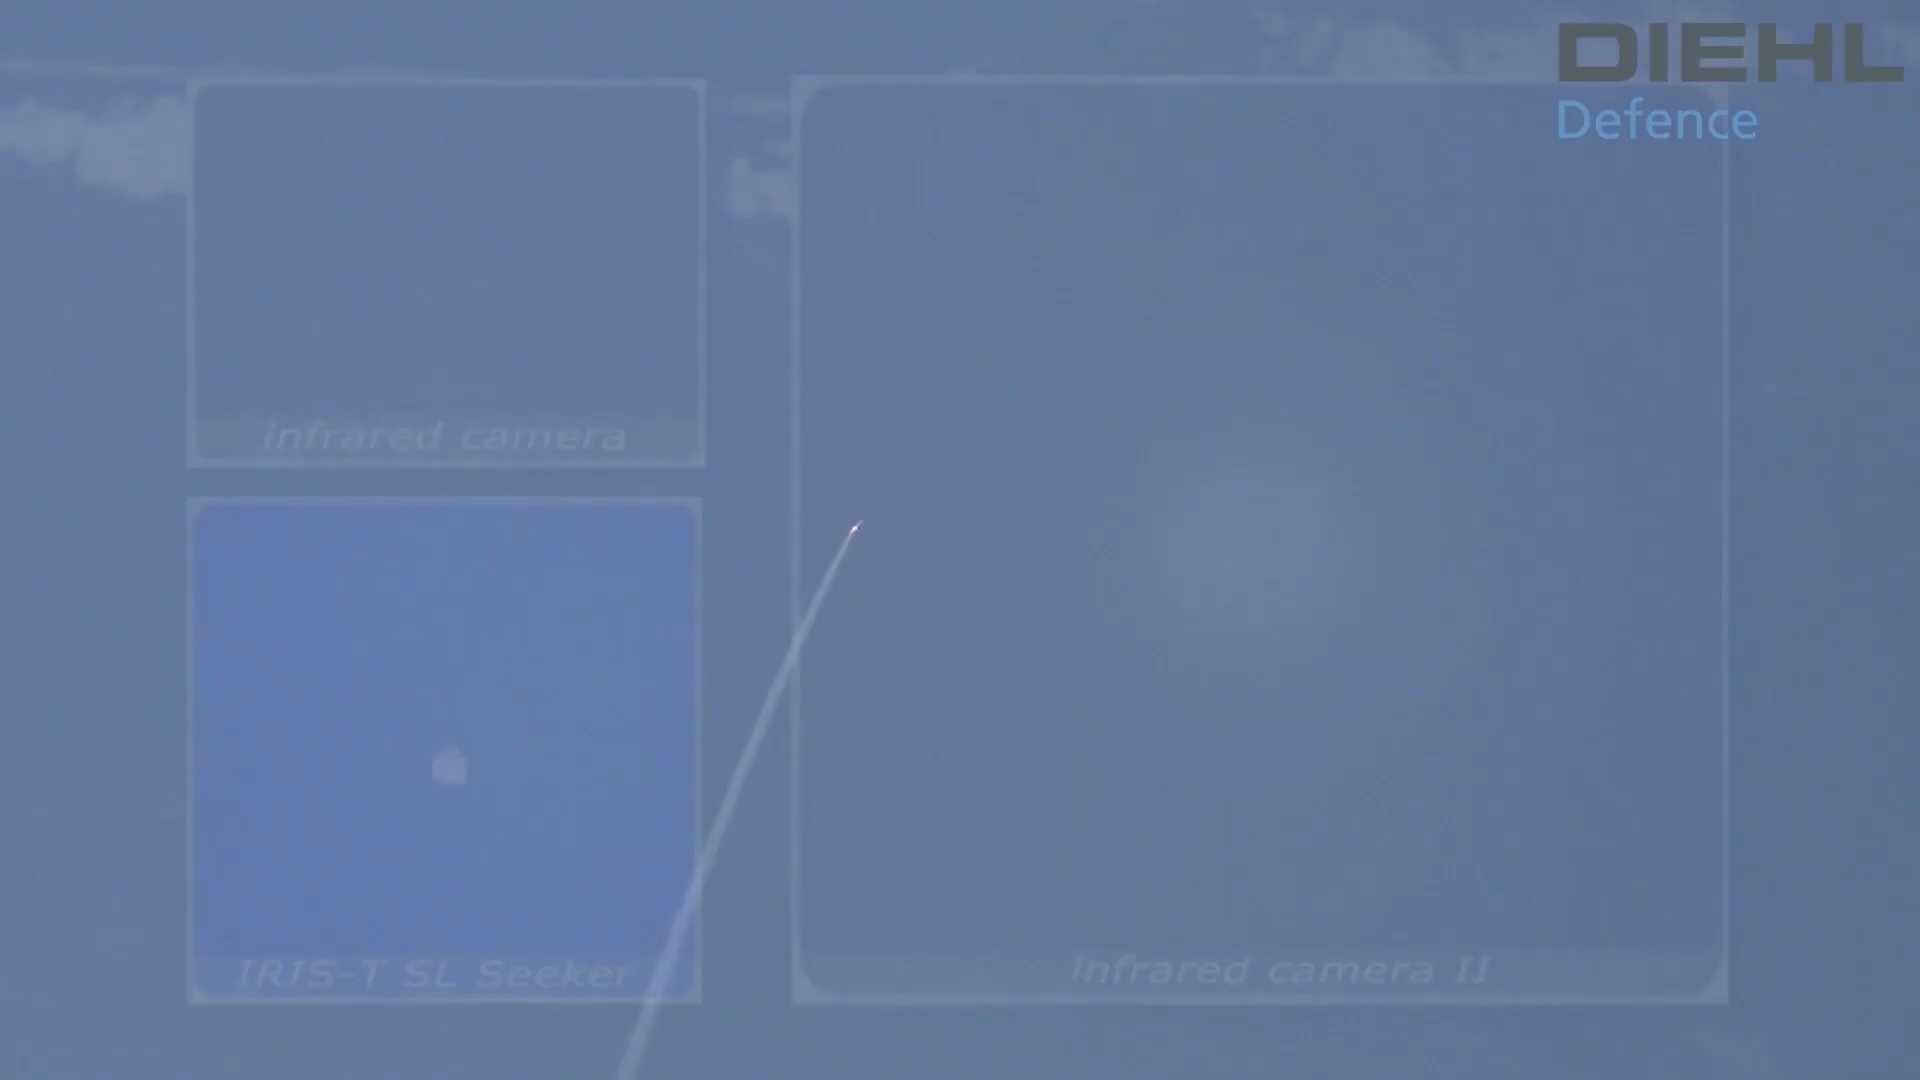 DIEHL
Defence
Infrared camera
IRIS-T SL Seeker
Infrared camera II